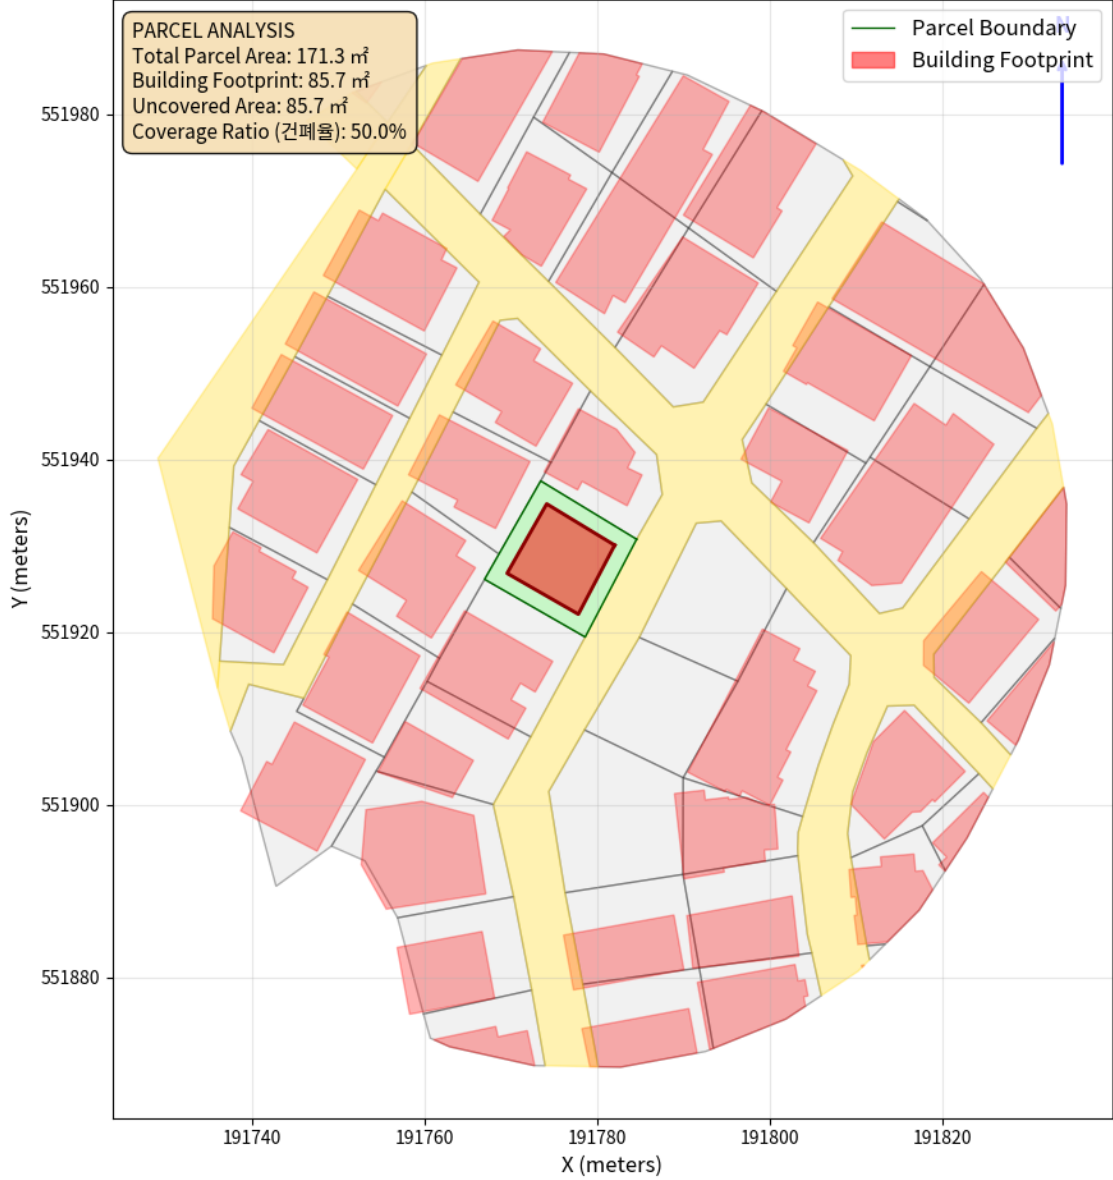 PARCEL ANALYSIS
Total Parcel Area: 171.3 ㎡
Building Footprint: 85.7 ㎡
Uncovered Area: 85.7 ㎡
Coverage Ratio (건폐율): 50.0%
N
Parcel Boundary
Building Footprint
551980
551960
551940
551920
551900
551880
Y (meters)
191740
191760
191780
191800
191820
X (meters)